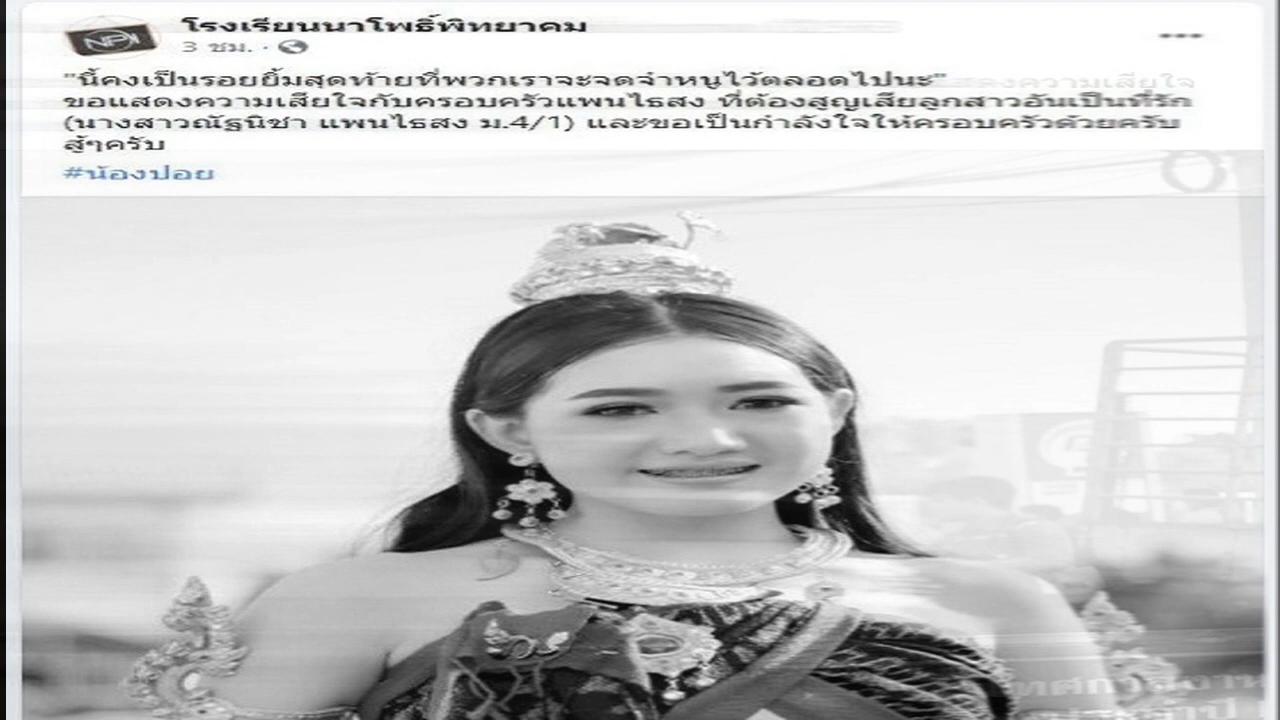 โรงเรียนนาโพธิ์พิทยาคม
3 ชม. ·
"นี้คงเป็นรอยยิ้มสุดท้ายที่พวกเราจะจดจำหนูไว้ตลอดไปนะ"
ขอแสดงความเสียใจกับครอบครัวแพนไธสง ที่ต้องสูญเสียลูกสาวอันเป็นที่รัก
(นางสาวณัฐนิชา แพนไธสง ม.4/1) และขอเป็นกำลังใจให้ครอบครัวด้วยครับ
สู้ๆครับ
#น้องปอย